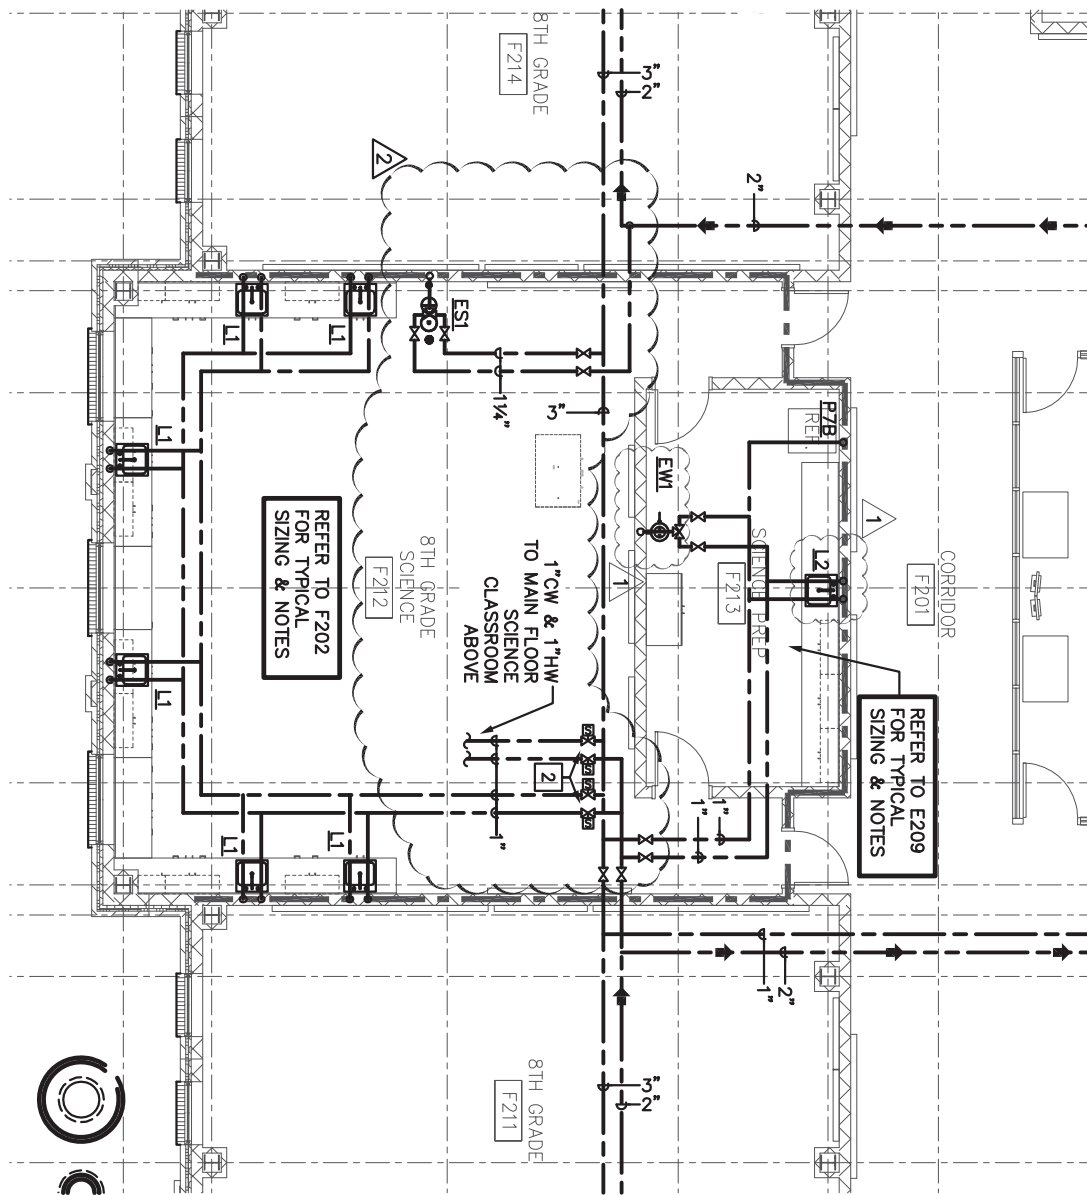 8TH GRADE
F214
3"
2"
2
2"
ES1
L1
L1
1¼"
3"
P7B
REF.
L1
EW1
1
CORRIDOR
F201
L2
SCIENCE PREP
F213
1
REFER TO F202
FOR TYPICAL
SIZING & NOTES
8TH GRADE
SCIENCE
F212
1"CW & 1"HW
TO MAIN FLOOR
SCIENCE
CLASSROOM
ABOVE
L1
REFER TO E209
FOR TYPICAL
SIZING & NOTES
S
S
S
S
2
1"
1"
1"
L1
L1
2"
1"
8TH GRADE
F211
3"
2"